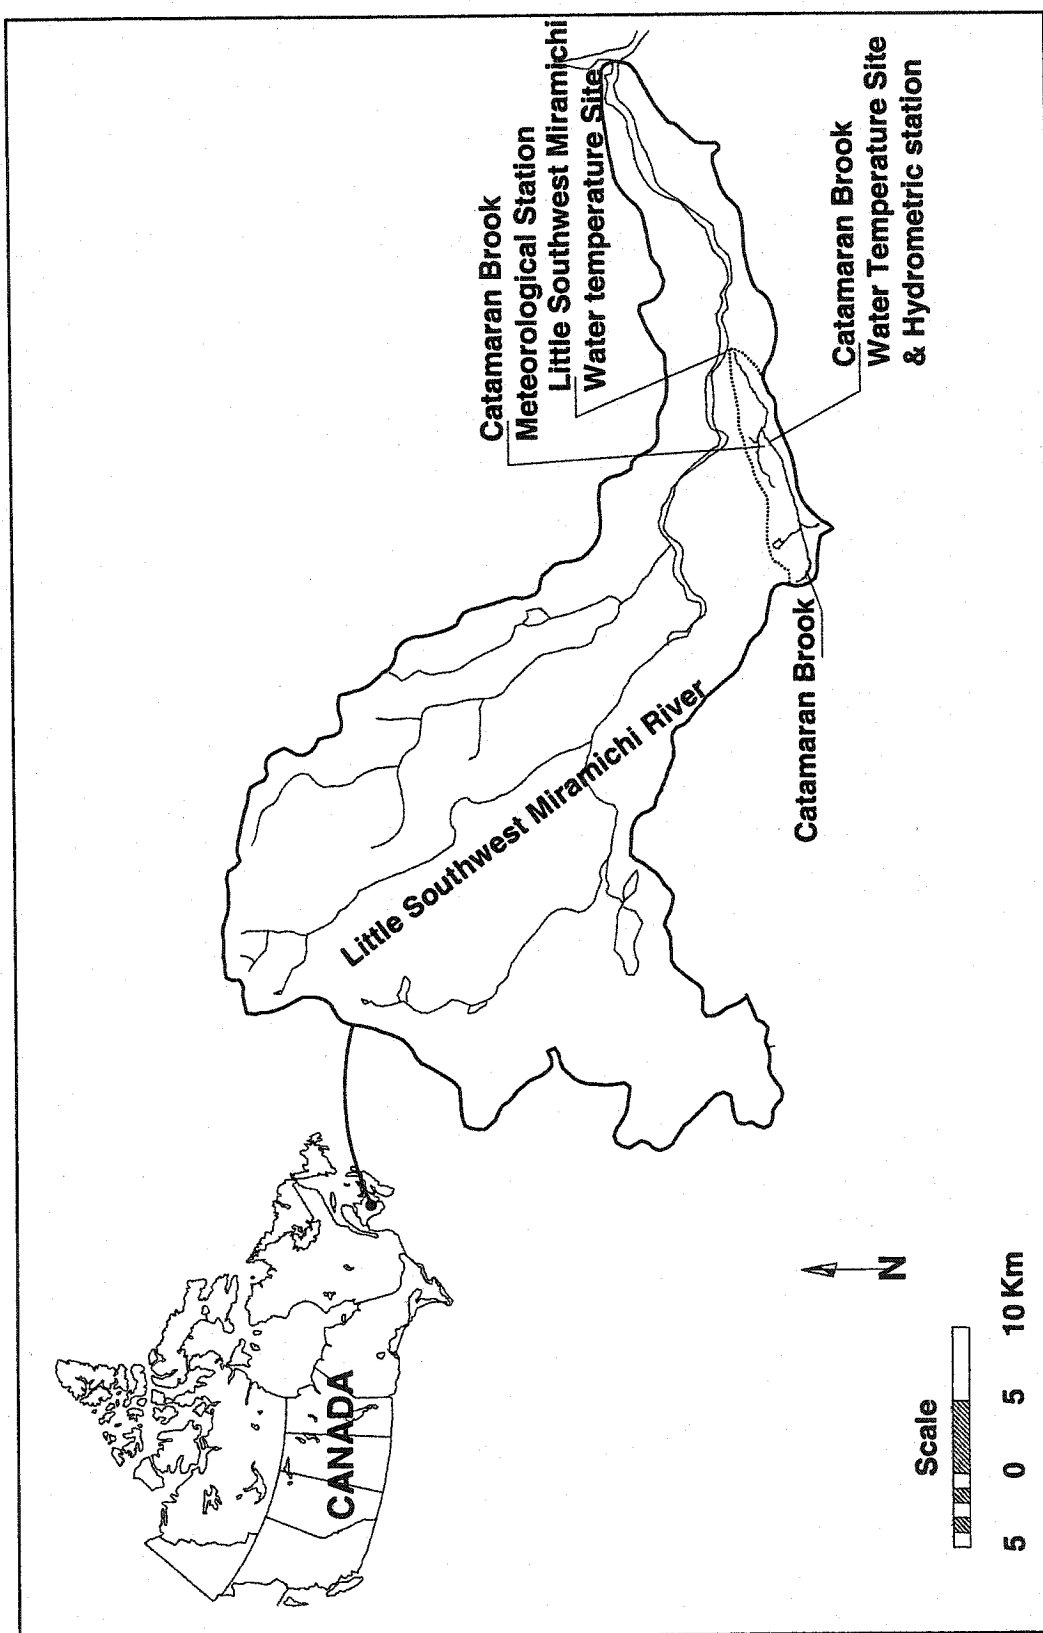 Catamaran Brook
Meteorological Station
Little Southwest Miramichi
Water temperature Site
Catamaran Brook
Water Temperature Site
& Hydrometric station
Catamaran Brook
Little Southwest Miramichi River
CANADA
N
Scale
5 0 5 10 Km